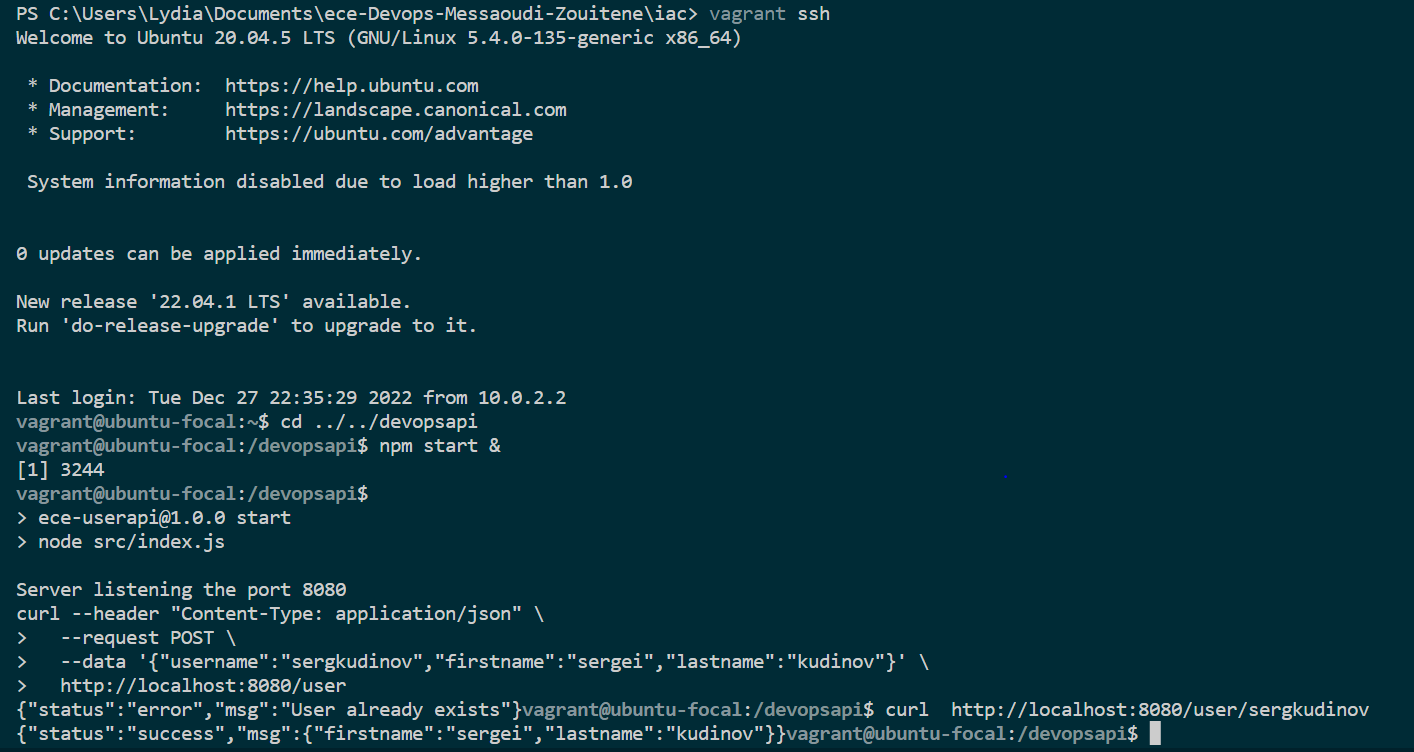 PS C:\Users\Lydia\Documents\ece-Devops-Messaoudi-Zouitene\iac> vagrant ssh
Welcome to Ubuntu 20.04.5 LTS (GNU/Linux 5.4.0-135-generic x86_64)
 * Documentation:  https://help.ubuntu.com
 * Management:     https://landscape.canonical.com
 * Support:        https://ubuntu.com/advantage
 System information disabled due to load higher than 1.0
0 updates can be applied immediately.
New release '22.04.1 LTS' available.
Run 'do-release-upgrade' to upgrade to it.
Last login: Tue Dec 27 22:35:29 2022 from 10.0.2.2
vagrant@ubuntu-focal:~$ cd ../../devopsapi
vagrant@ubuntu-focal:/devopsapi$ npm start &
[1] 3244
vagrant@ubuntu-focal:/devopsapi$
> ece-userapi@1.0.0 start
> node src/index.js
Server listening the port 8080
curl --header "Content-Type: application/json" \
>   --request POST \
>   --data '{"username":"sergkudinov","firstname":"sergei","lastname":"kudinov"}' \
>   http://localhost:8080/user
{"status":"error","msg":"User already exists"}vagrant@ubuntu-focal:/devopsapi$ curl  http://localhost:8080/user/sergkudinov
{"status":"success","msg":{"firstname":"sergei","lastname":"kudinov"}}vagrant@ubuntu-focal:/devopsapi$